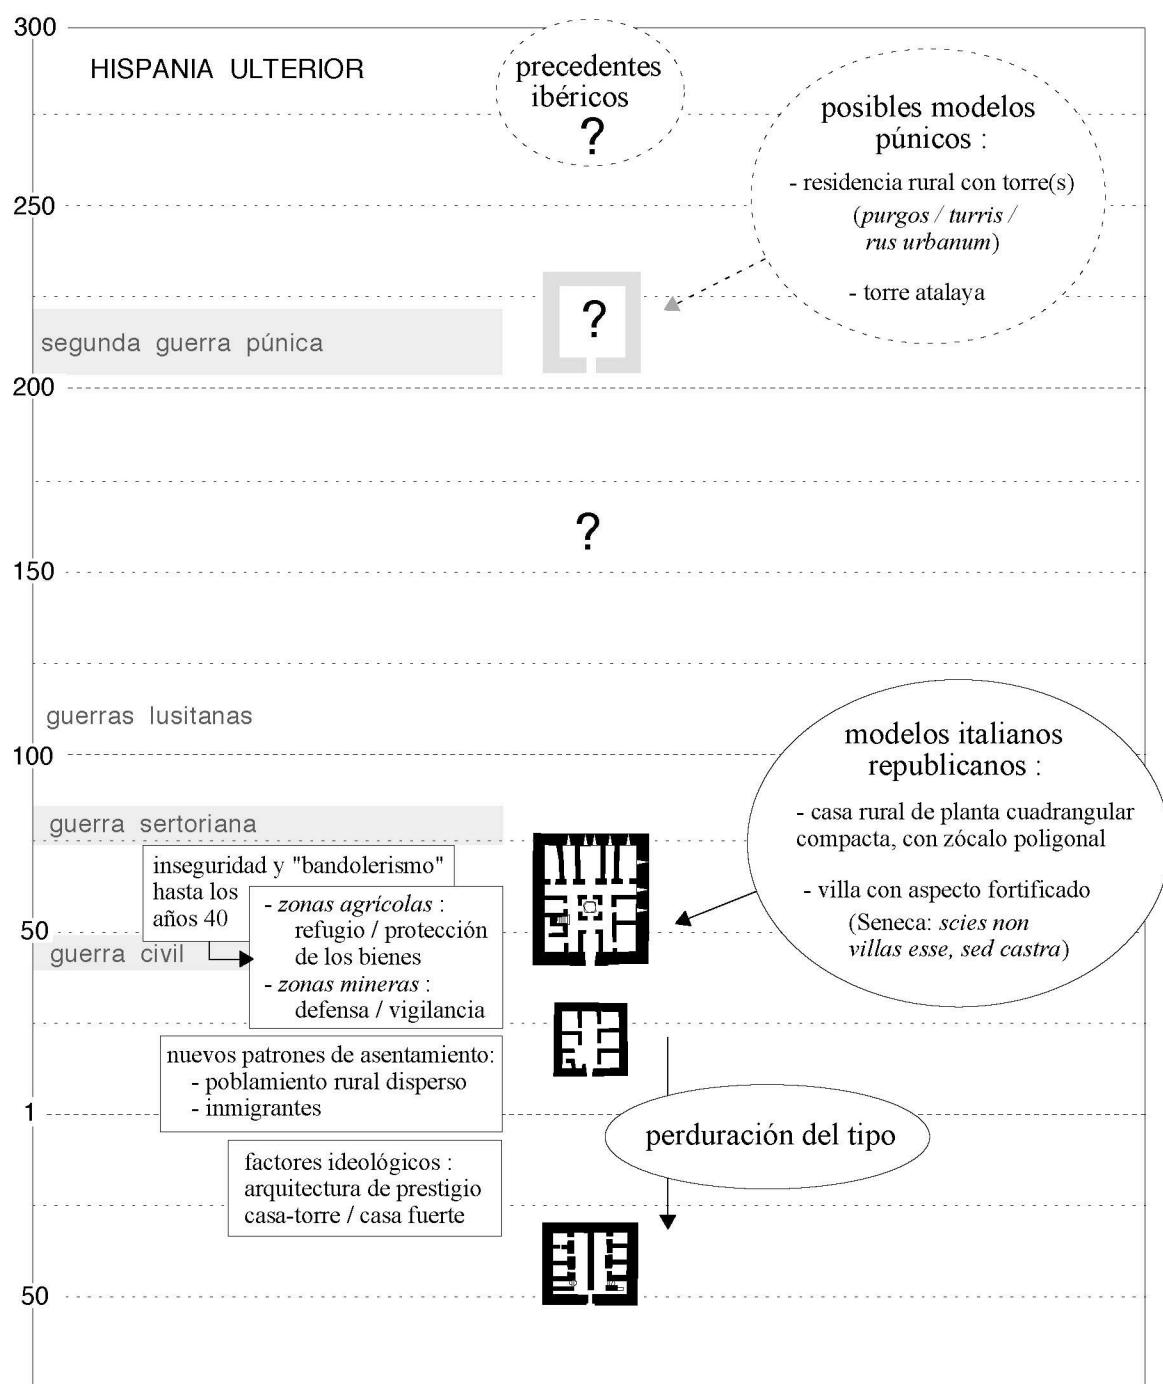 300
HISPANIA ULTERIOR
precedentes
ibéricos
?
posibles modelos
púnicos :
- residencia rural con torre(s)
(purgos / turris /
rus urbanum)
- torre atalaya
250
?
segunda guerra púnica
200
?
150
guerras lusitanas
100
modelos italianos
republicanos :
- casa rural de planta cuadrangular
compacta, con zócalo poligonal
- villa con aspecto fortificado
(Seneca: scies non
villas esse, sed castra)
guerra sertoriana
inseguridad y "bandolerismo"
hasta los
años 40
- zonas agrícolas :
refugio / protección
de los bienes
- zonas mineras :
defensa / vigilancia
50
guerra civil
nuevos patrones de asentamiento:
- poblamiento rural disperso
- inmigrantes
1
perduración del tipo
factores ideológicos :
arquitectura de prestigio
casa-torre / casa fuerte
50